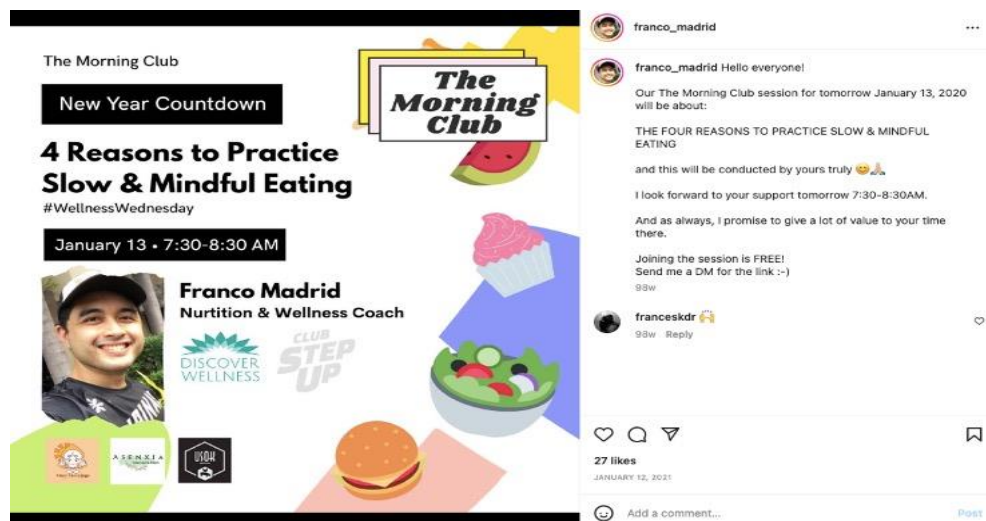 The Morning Club
New Year Countdown
The
Morning
Club
4 Reasons to Practice
Slow & Mindful Eating
#WellnessWednesday
January 13 • 7:30-8:30 AM
Franco Madrid
Nurtition & Wellness Coach
DISCOVER
WELLNESS
CLUB
STEP
UP
ASENXIA
USOK
franco_madrid
franco_madrid Hello everyone!
Our The Morning Club session for tomorrow January 13, 2020
will be about:
THE FOUR REASONS TO PRACTICE SLOW & MINDFUL
EATING
and this will be conducted by yours truly 😊🙏🏼
I look forward to your support tomorrow 7:30-8:30AM.
And as always, I promise to give a lot of value to your time
there.
Joining the session is FREE!
Send me a DM for the link :-)
98w
franceskdr 🙌
98w Reply
27 likes
JANUARY 12, 2021
Add a comment...
Post